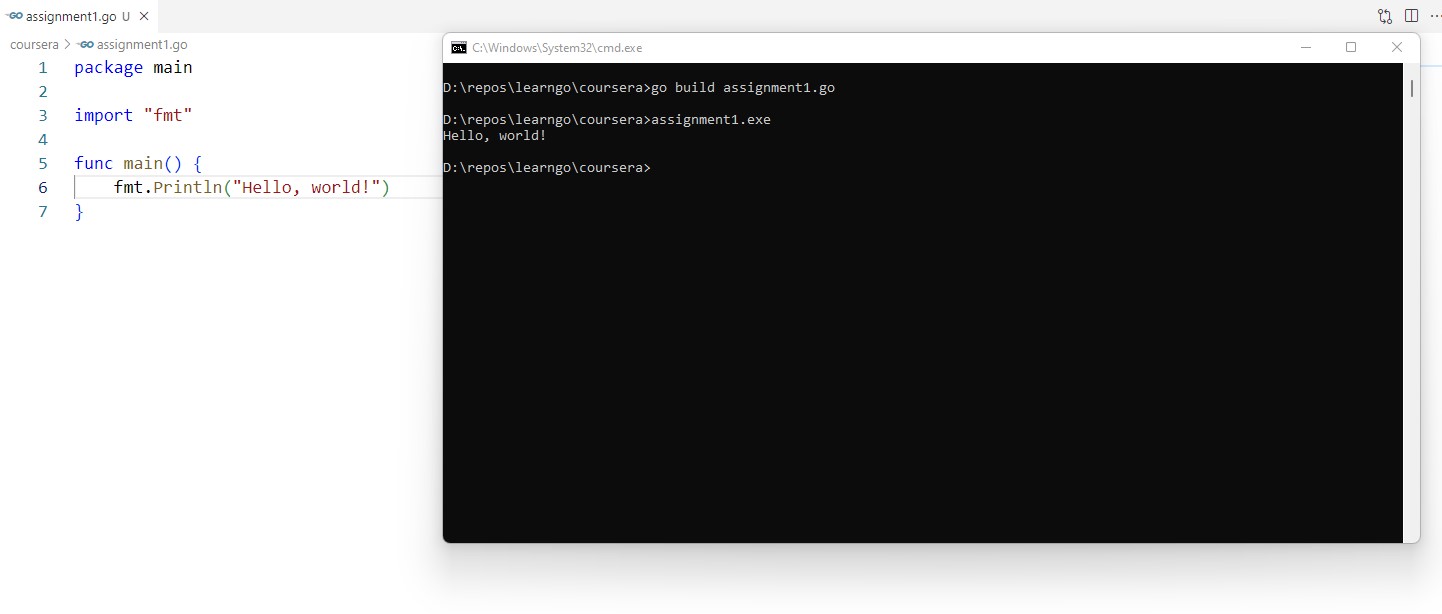 GO assignment1.go U
coursera > GO assignment1.go
1 package main
2
3 import "fmt"
4
5 func main() {
6 fmt.Println("Hello, world!")
7 }
C:\. C:\Windows\System32\cmd.exe
D:\repos\learngo\coursera>go build assignment1.go
D:\repos\learngo\coursera>assignment1.exe
Hello, world!
D:\repos\learngo\coursera>